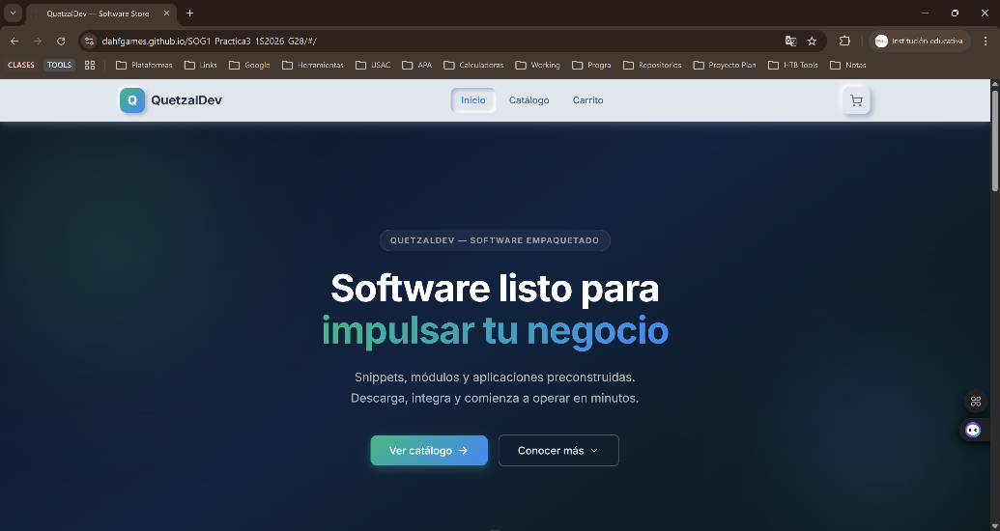 QuetzalDev — Software Store
dahfgames.github.io/SOG1_Practica3_1S2026_G28/#/
Institución educativa
CLASES
TOOLS
Plataformas
Links
Google
Herramientas
USAC
APA
Calculadoras
Working
Progra
Repositorios
Proyecto Plan
HTB Tools
Notas
Q QuetzalDev
Inicio
Catálogo
Carrito
QUETZALDEV — SOFTWARE EMPAQUETADO
Software listo para
impulsar tu negocio
Snippets, módulos y aplicaciones preconstruidas.
Descarga, integra y comienza a operar en minutos.
Ver catálogo →
Conocer más